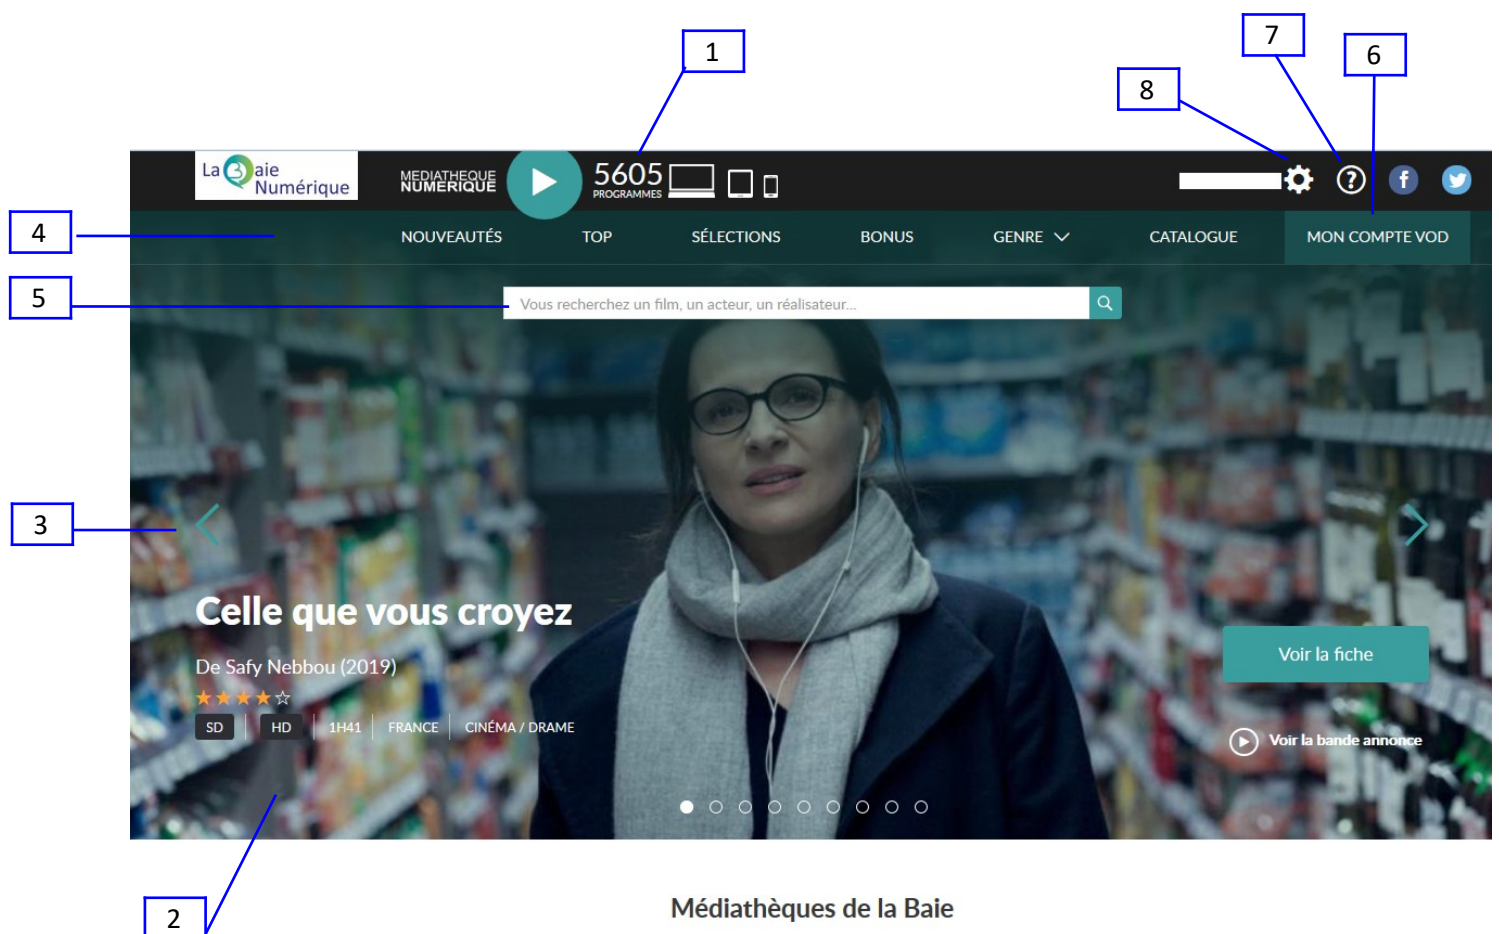 1
7
6
8
La Baie
Numérique
MEDIATHEQUE
NUMERIQUE
5605
PROGRAMMES
f
4
NOUVEAUTÉS TOP SÉLECTIONS BONUS GENRE CATALOGUE MON COMPTE VOD
5
Vous recherchez un film, un acteur, un réalisateur...
3
Celle que vous croyez
De Safy Nebbou (2019)
Voir la fiche
SD HD 1H41 FRANCE CINÉMA / DRAME
Voir la bande annonce
2
Médiathèques de la Baie